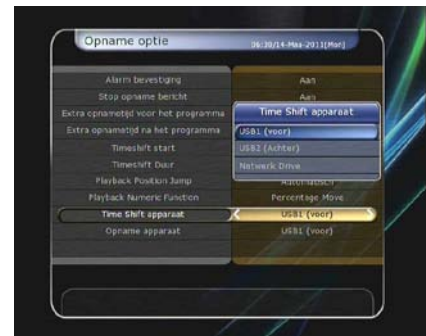 Opname optie
06:30/14-Maa-2011[Mon]
Alarm bevestiging Aan
Stop opname bericht Aan
Extra opnametijd voor het programma
Time Shift apparaat
Extra opnametijd na het programma
USB1 (voor)
Timeshift start
USB2 (Achter)
Timeshift Duur
Netwerk Drive
Playback Position Jump Automatisch
Playback Numeric Function Percentage Move
Time Shift apparaat USB1 (voor)
Opname apparaat USB1 (voor)